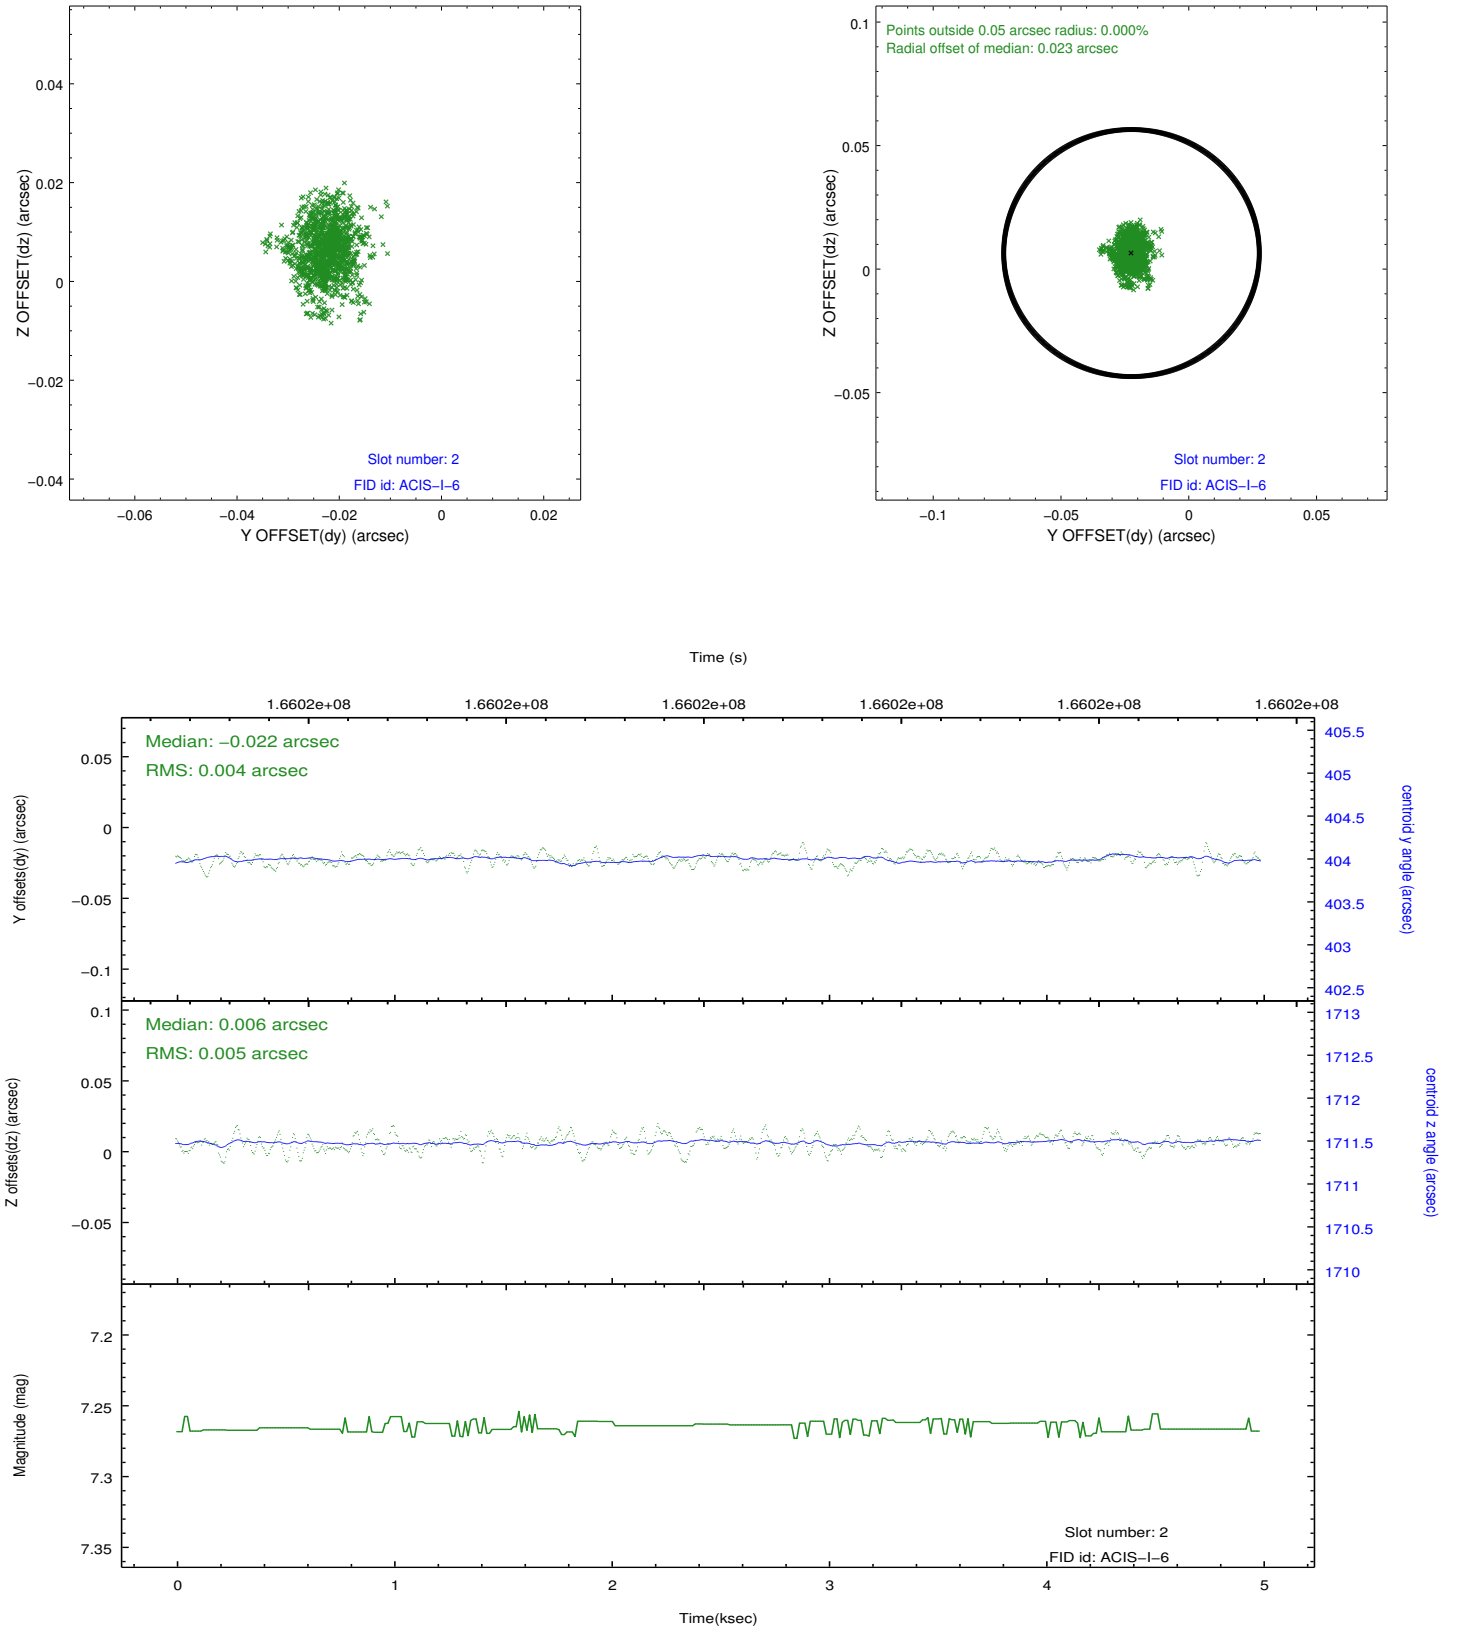 0.04
0.02
0
−0.02
−0.04
Z OFFSET(dz) (arcsec)
Slot number: 2
FID id: ACIS−I−6
−0.06
−0.04
−0.02
0
0.02
Y OFFSET(dy) (arcsec)
Points outside 0.05 arcsec radius: 0.000%
Radial offset of median: 0.023 arcsec
0.1
0.05
0
−0.05
Z OFFSET(dz) (arcsec)
Slot number: 2
FID id: ACIS−I−6
−0.1
−0.05
0
0.05
Y OFFSET(dy) (arcsec)
Time (s)
1.6602e+08
1.6602e+08
1.6602e+08
1.6602e+08
1.6602e+08
1.6602e+08
Median: −0.022 arcsec
RMS: 0.004 arcsec
0.05
0
−0.05
−0.1
Y offsets(dy) (arcsec)
405.5
405
404.5
404
403.5
403
402.5
centroid y angle (arcsec)
Median: 0.006 arcsec
RMS: 0.005 arcsec
0.1
0.05
0
−0.05
Z offsets(dz) (arcsec)
1713
1712.5
1712
1711.5
1711
1710.5
1710
centroid z angle (arcsec)
7.2
7.25
7.3
7.35
Magnitude (mag)
Slot number: 2
FID id: ACIS−I−6
0
1
2
3
4
5
Time(ksec)